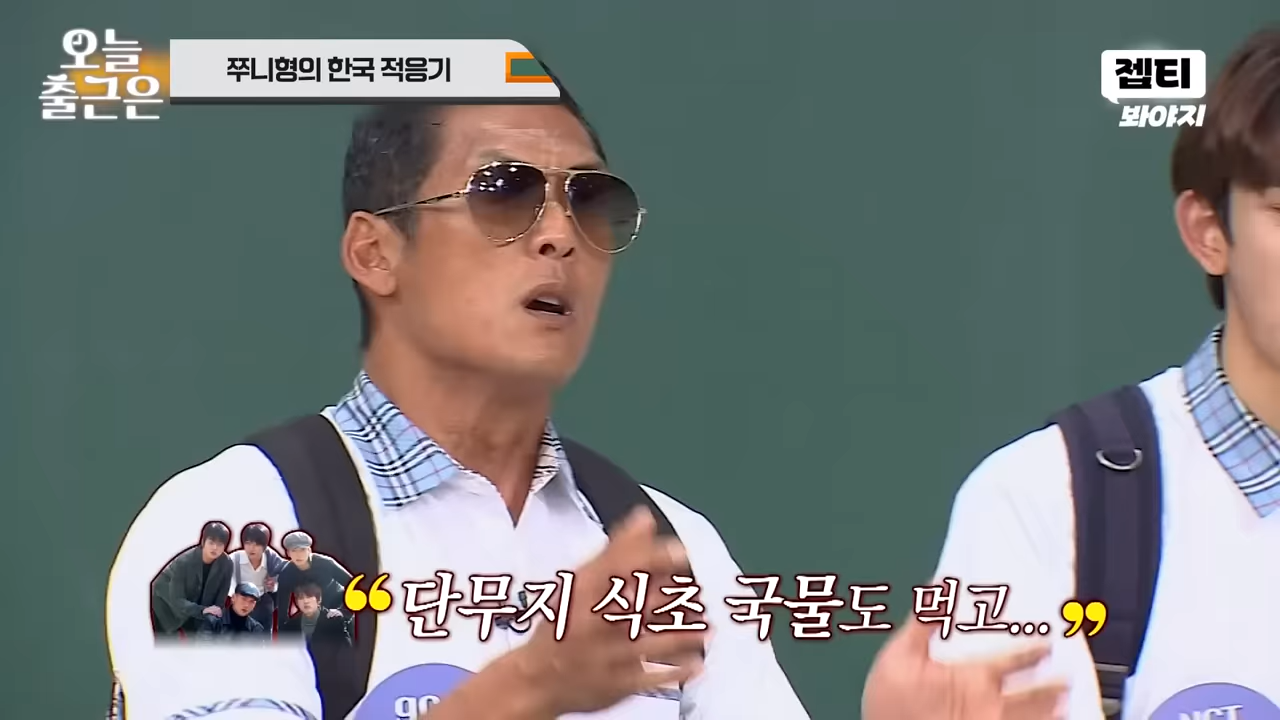 오늘
출근은
쭈니형의 한국 적응기
젭티
봐야지
“단무지 식초 국물도 먹고...”
NCT